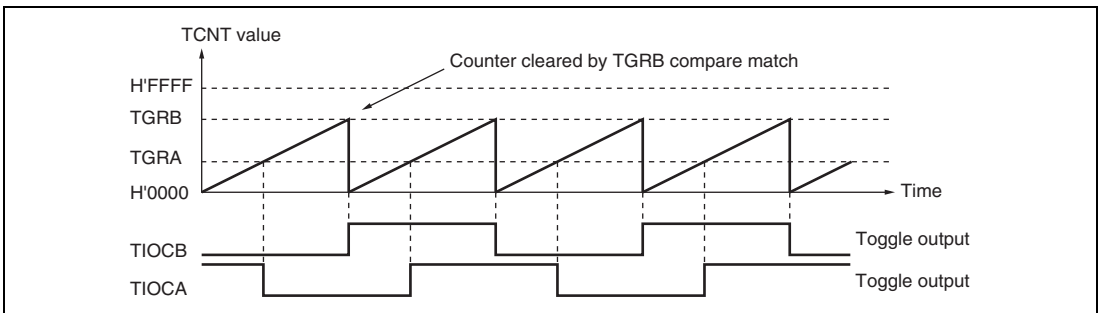 TCNT value
Counter cleared by TGRB compare match
H'FFFF
TGRB
TGRA
H'0000
Time
TIOCB
Toggle output
TIOCA
Toggle output